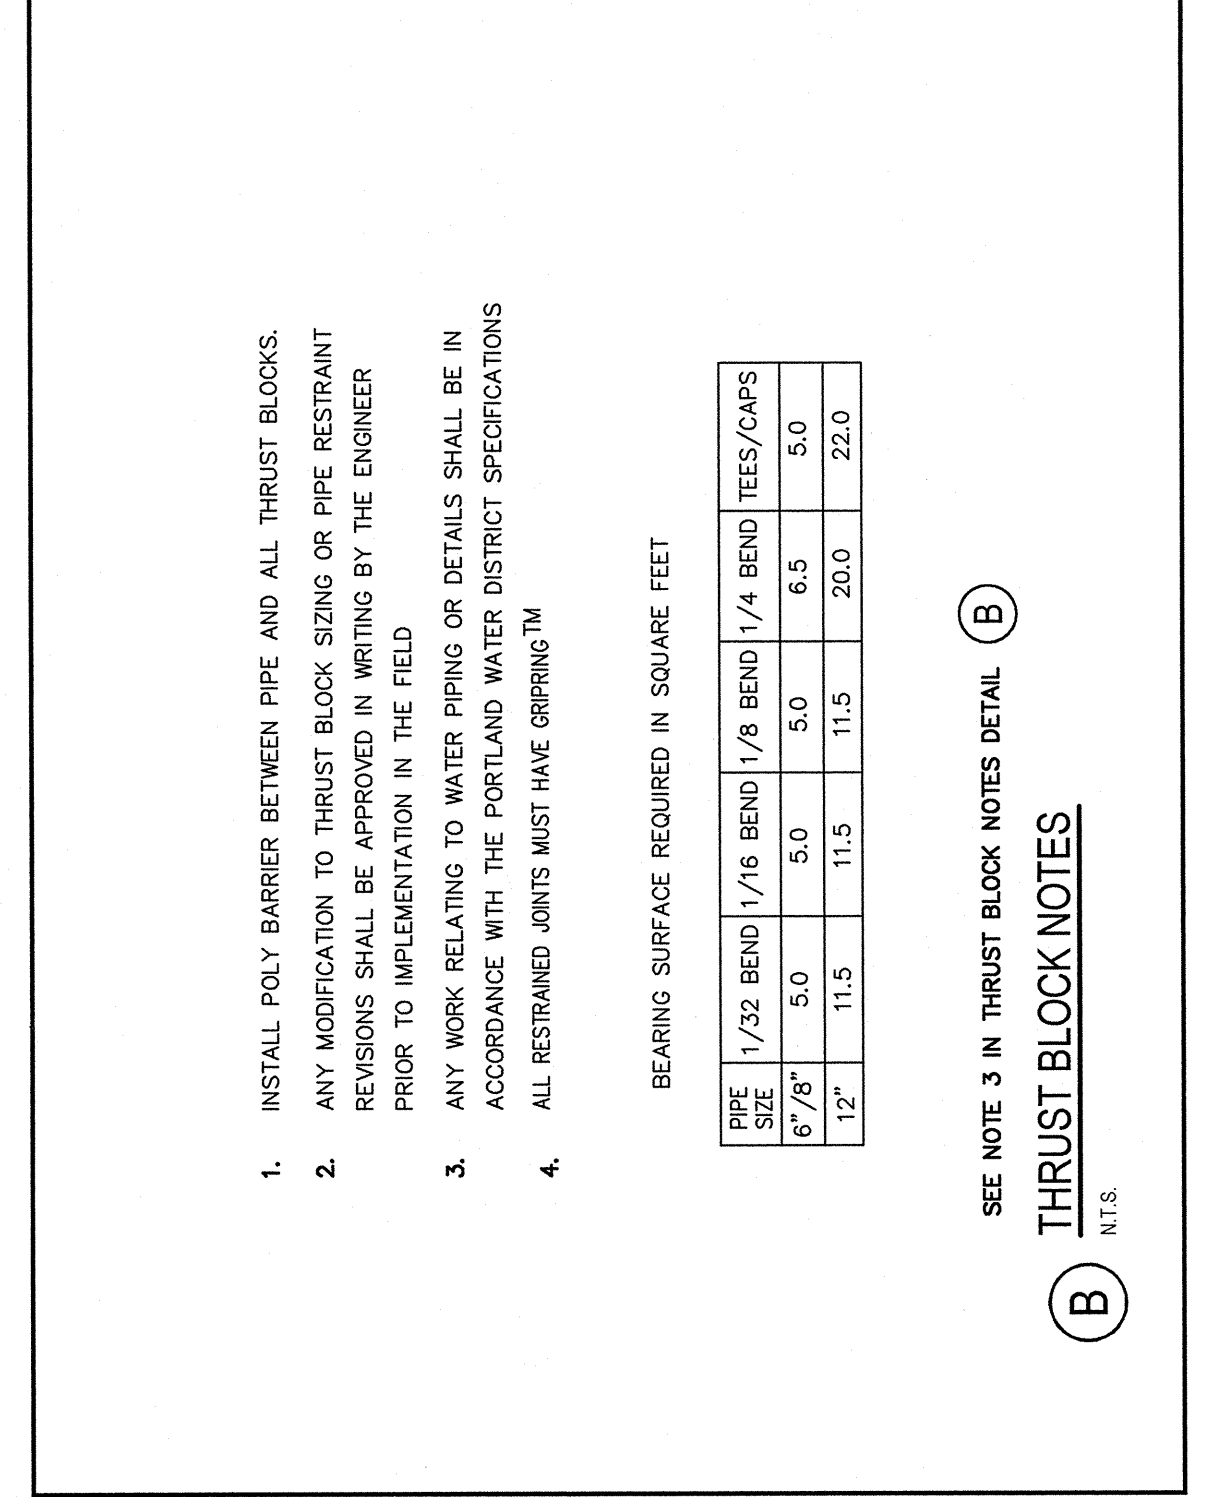 1. INSTALL POLY BARRIER BETWEEN PIPE AND ALL THRUST BLOCKS.
2. ANY MODIFICATION TO THRUST BLOCK SIZING OR PIPE RESTRAINT
REVISIONS SHALL BE APPROVED IN WRITING BY THE ENGINEER
PRIOR TO IMPLEMENTATION IN THE FIELD
3. ANY WORK RELATING TO WATER PIPING OR DETAILS SHALL BE IN
ACCORDANCE WITH THE PORTLAND WATER DISTRICT SPECIFICATIONS
4. ALL RESTRAINED JOINTS MUST HAVE GRIPRING™
BEARING SURFACE REQUIRED IN SQUARE FEET
PIPE SIZE 1/32 BEND 1/16 BEND 1/8 BEND 1/4 BEND TEES/CAPS
6"/8" 5.0 5.0 5.0 6.5 5.0
12" 11.5 11.5 11.5 20.0 22.0
SEE NOTE 3 IN THRUST BLOCK NOTES DETAIL B
B THRUST BLOCK NOTES
N.T.S.